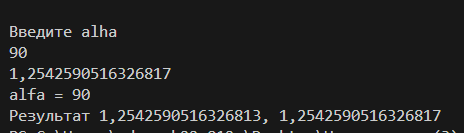 Введите alha
90
1,2542590516326817
alfa = 90
Результат 1,2542590516326813, 1,2542590516326817